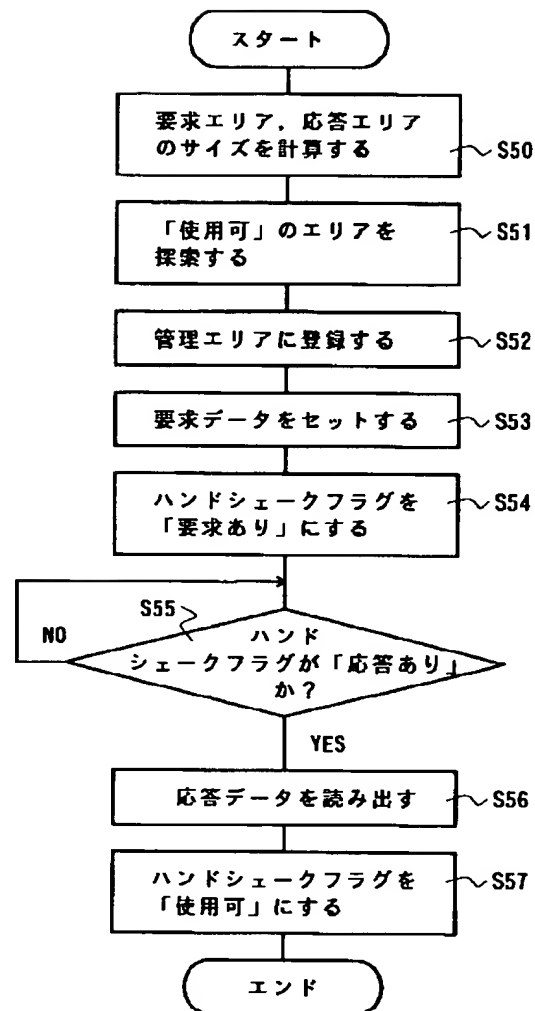 スタート
要求エリア，応答エリア
のサイズを計算する
S50
「使用可」のエリアを
探索する
S51
管理エリアに登録する
S52
要求データをセットする
S53
ハンドシェークフラグを
「要求あり」にする
S54
S55
NO
ハンド
シェークフラグが「応答あり」
か？
YES
応答データを読み出す
S56
ハンドシェークフラグを
「使用可」にする
S57
エンド